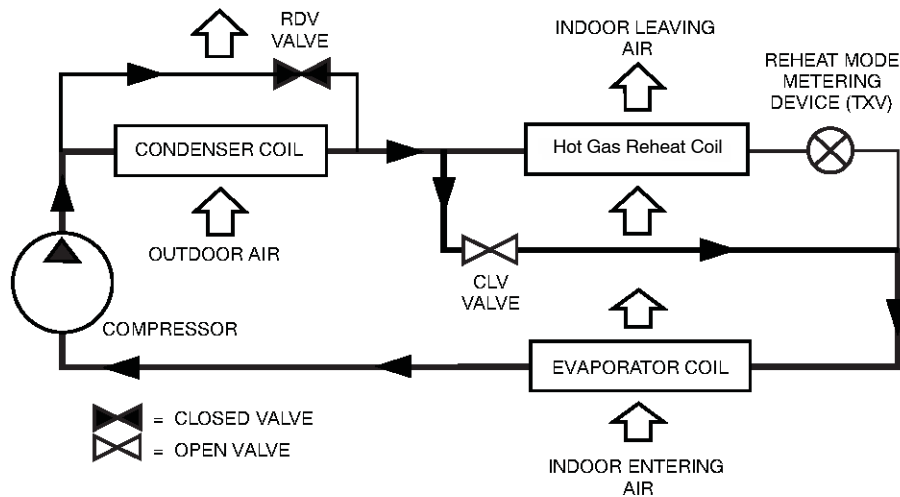 RDV
VALVE
INDOOR LEAVING
AIR
REHEAT MODE
METERING
DEVICE (TXV)
CONDENSER COIL
Hot Gas Reheat Coil
OUTDOOR AIR
CLV
VALVE
COMPRESSOR
EVAPORATOR COIL
= CLOSED VALVE
= OPEN VALVE
INDOOR ENTERING
AIR